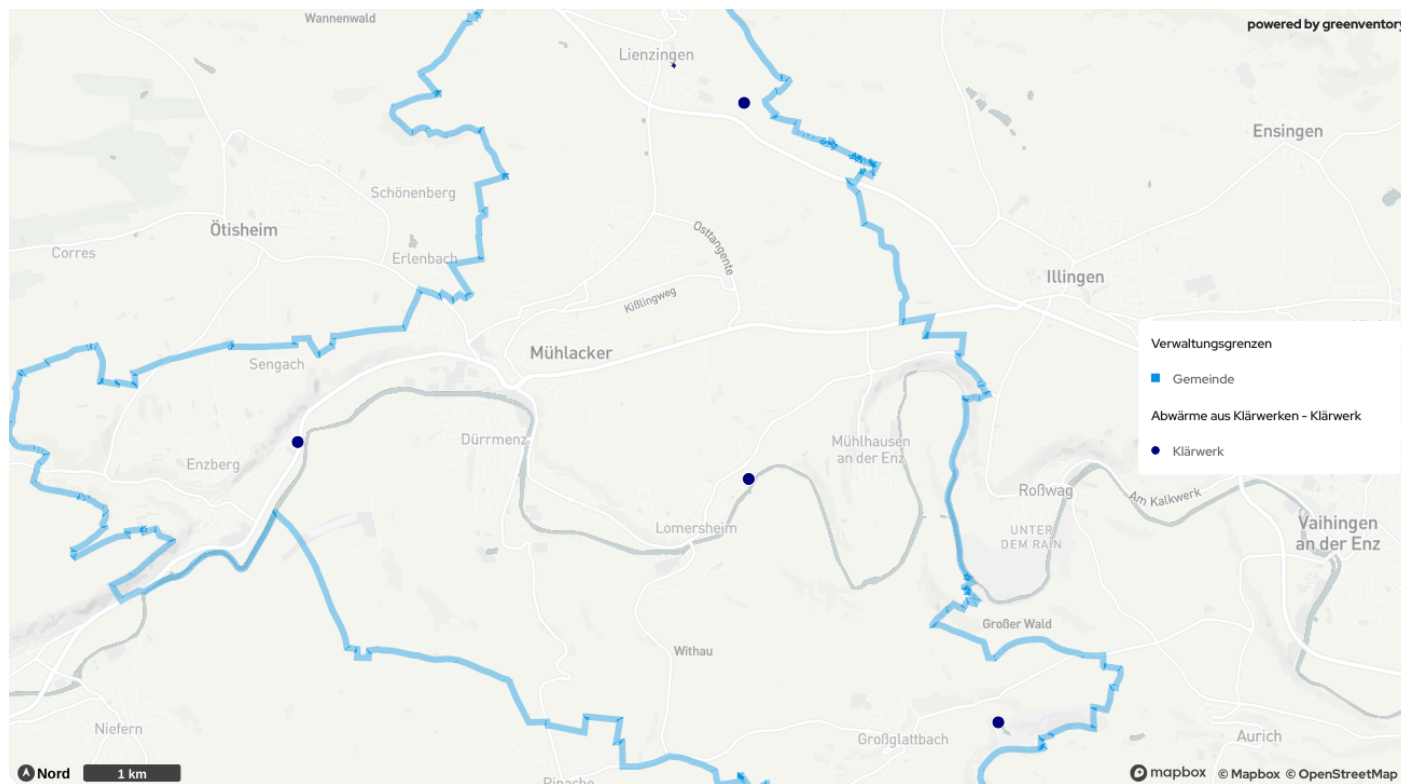 Wannenwald
powered by greenventory
Lienzingen
Ensingen
Schönenberg
Ötisheim
Osttangente
Corres
Erlenbach
Illingen
Kißlingweg
Mühlacker
Verwaltungsgrenzen
Sengach
Gemeinde
Abwärme aus Klärwerken - Klärwerk
Dürrmenz
Mühlhausen
an der Enz
Klärwerk
Enzberg
Roßwag
Am Kalkwerk
Lomersheim
UNTER
DEM RAIN
Vaihingen
an der Enz
Großer Wald
Withau
Niefern
Großglattbach
Aurich
Nord
1 km
Pinache
mapbox
© Mapbox © OpenStreetMap